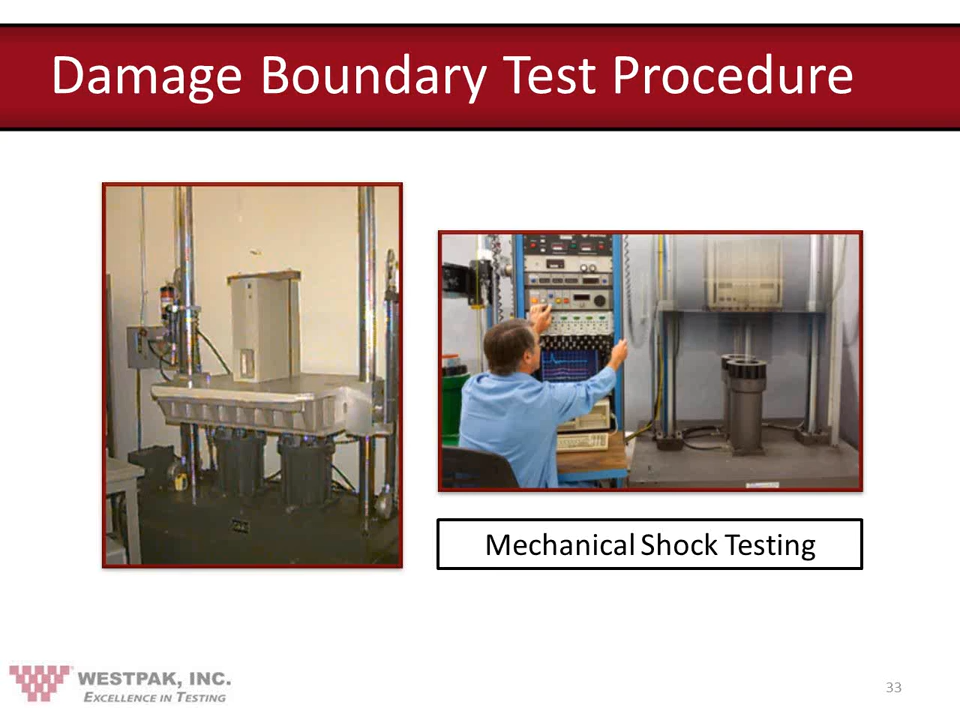 Damage Boundary Test Procedure
Mechanical Shock Testing
WESTPAK, INC.
EXCELLENCE IN TESTING
33